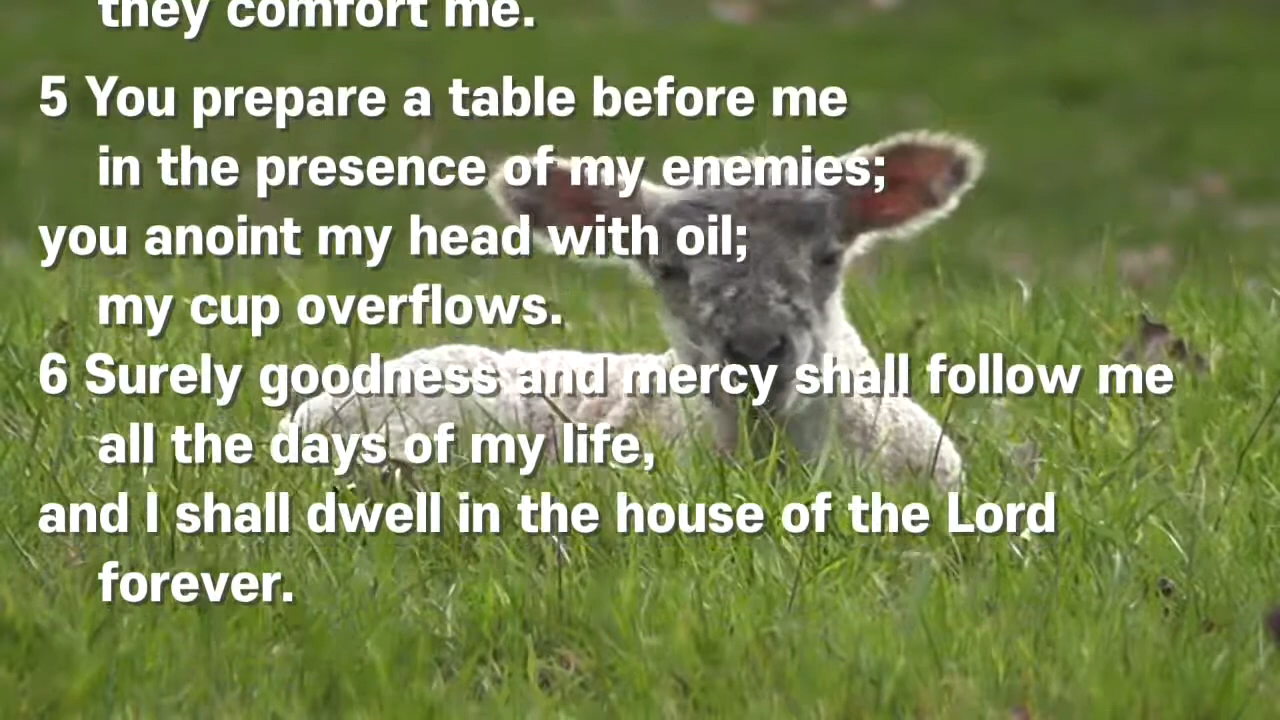 they comfort me.
5 You prepare a table before me
in the presence of my enemies;
you anoint my head with oil;
my cup overflows.
6 Surely goodness and mercy shall follow me
all the days of my life,
and I shall dwell in the house of the Lord
forever.